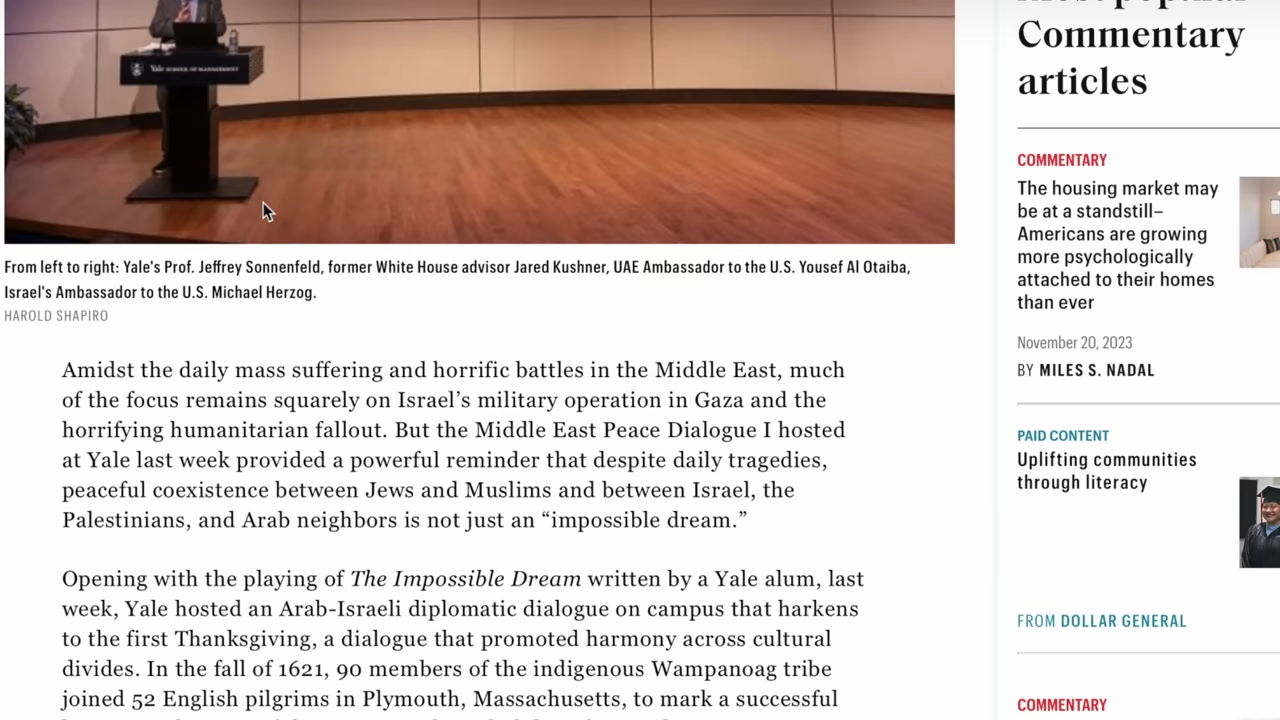 Yale SCHOOL OF MANAGEMENT
From left to right: Yale's Prof. Jeffrey Sonnenfeld, former White House advisor Jared Kushner, UAE Ambassador to the U.S. Yousef Al Otaiba,
Israel's Ambassador to the U.S. Michael Herzog.
HAROLD SHAPIRO
Amidst the daily mass suffering and horrific battles in the Middle East, much
of the focus remains squarely on Israel’s military operation in Gaza and the
horrifying humanitarian fallout. But the Middle East Peace Dialogue I hosted
at Yale last week provided a powerful reminder that despite daily tragedies,
peaceful coexistence between Jews and Muslims and between Israel, the
Palestinians, and Arab neighbors is not just an “impossible dream.”
Opening with the playing of The Impossible Dream written by a Yale alum, last
week, Yale hosted an Arab-Israeli diplomatic dialogue on campus that harkens
to the first Thanksgiving, a dialogue that promoted harmony across cultural
divides. In the fall of 1621, 90 members of the indigenous Wampanoag tribe
joined 52 English pilgrims in Plymouth, Massachusetts, to mark a successful
Commentary
articles
COMMENTARY
The housing market may
be at a standstill–
Americans are growing
more psychologically
attached to their homes
than ever
November 20, 2023
BY MILES S. NADAL
PAID CONTENT
Uplifting communities
through literacy
FROM DOLLAR GENERAL
COMMENTARY